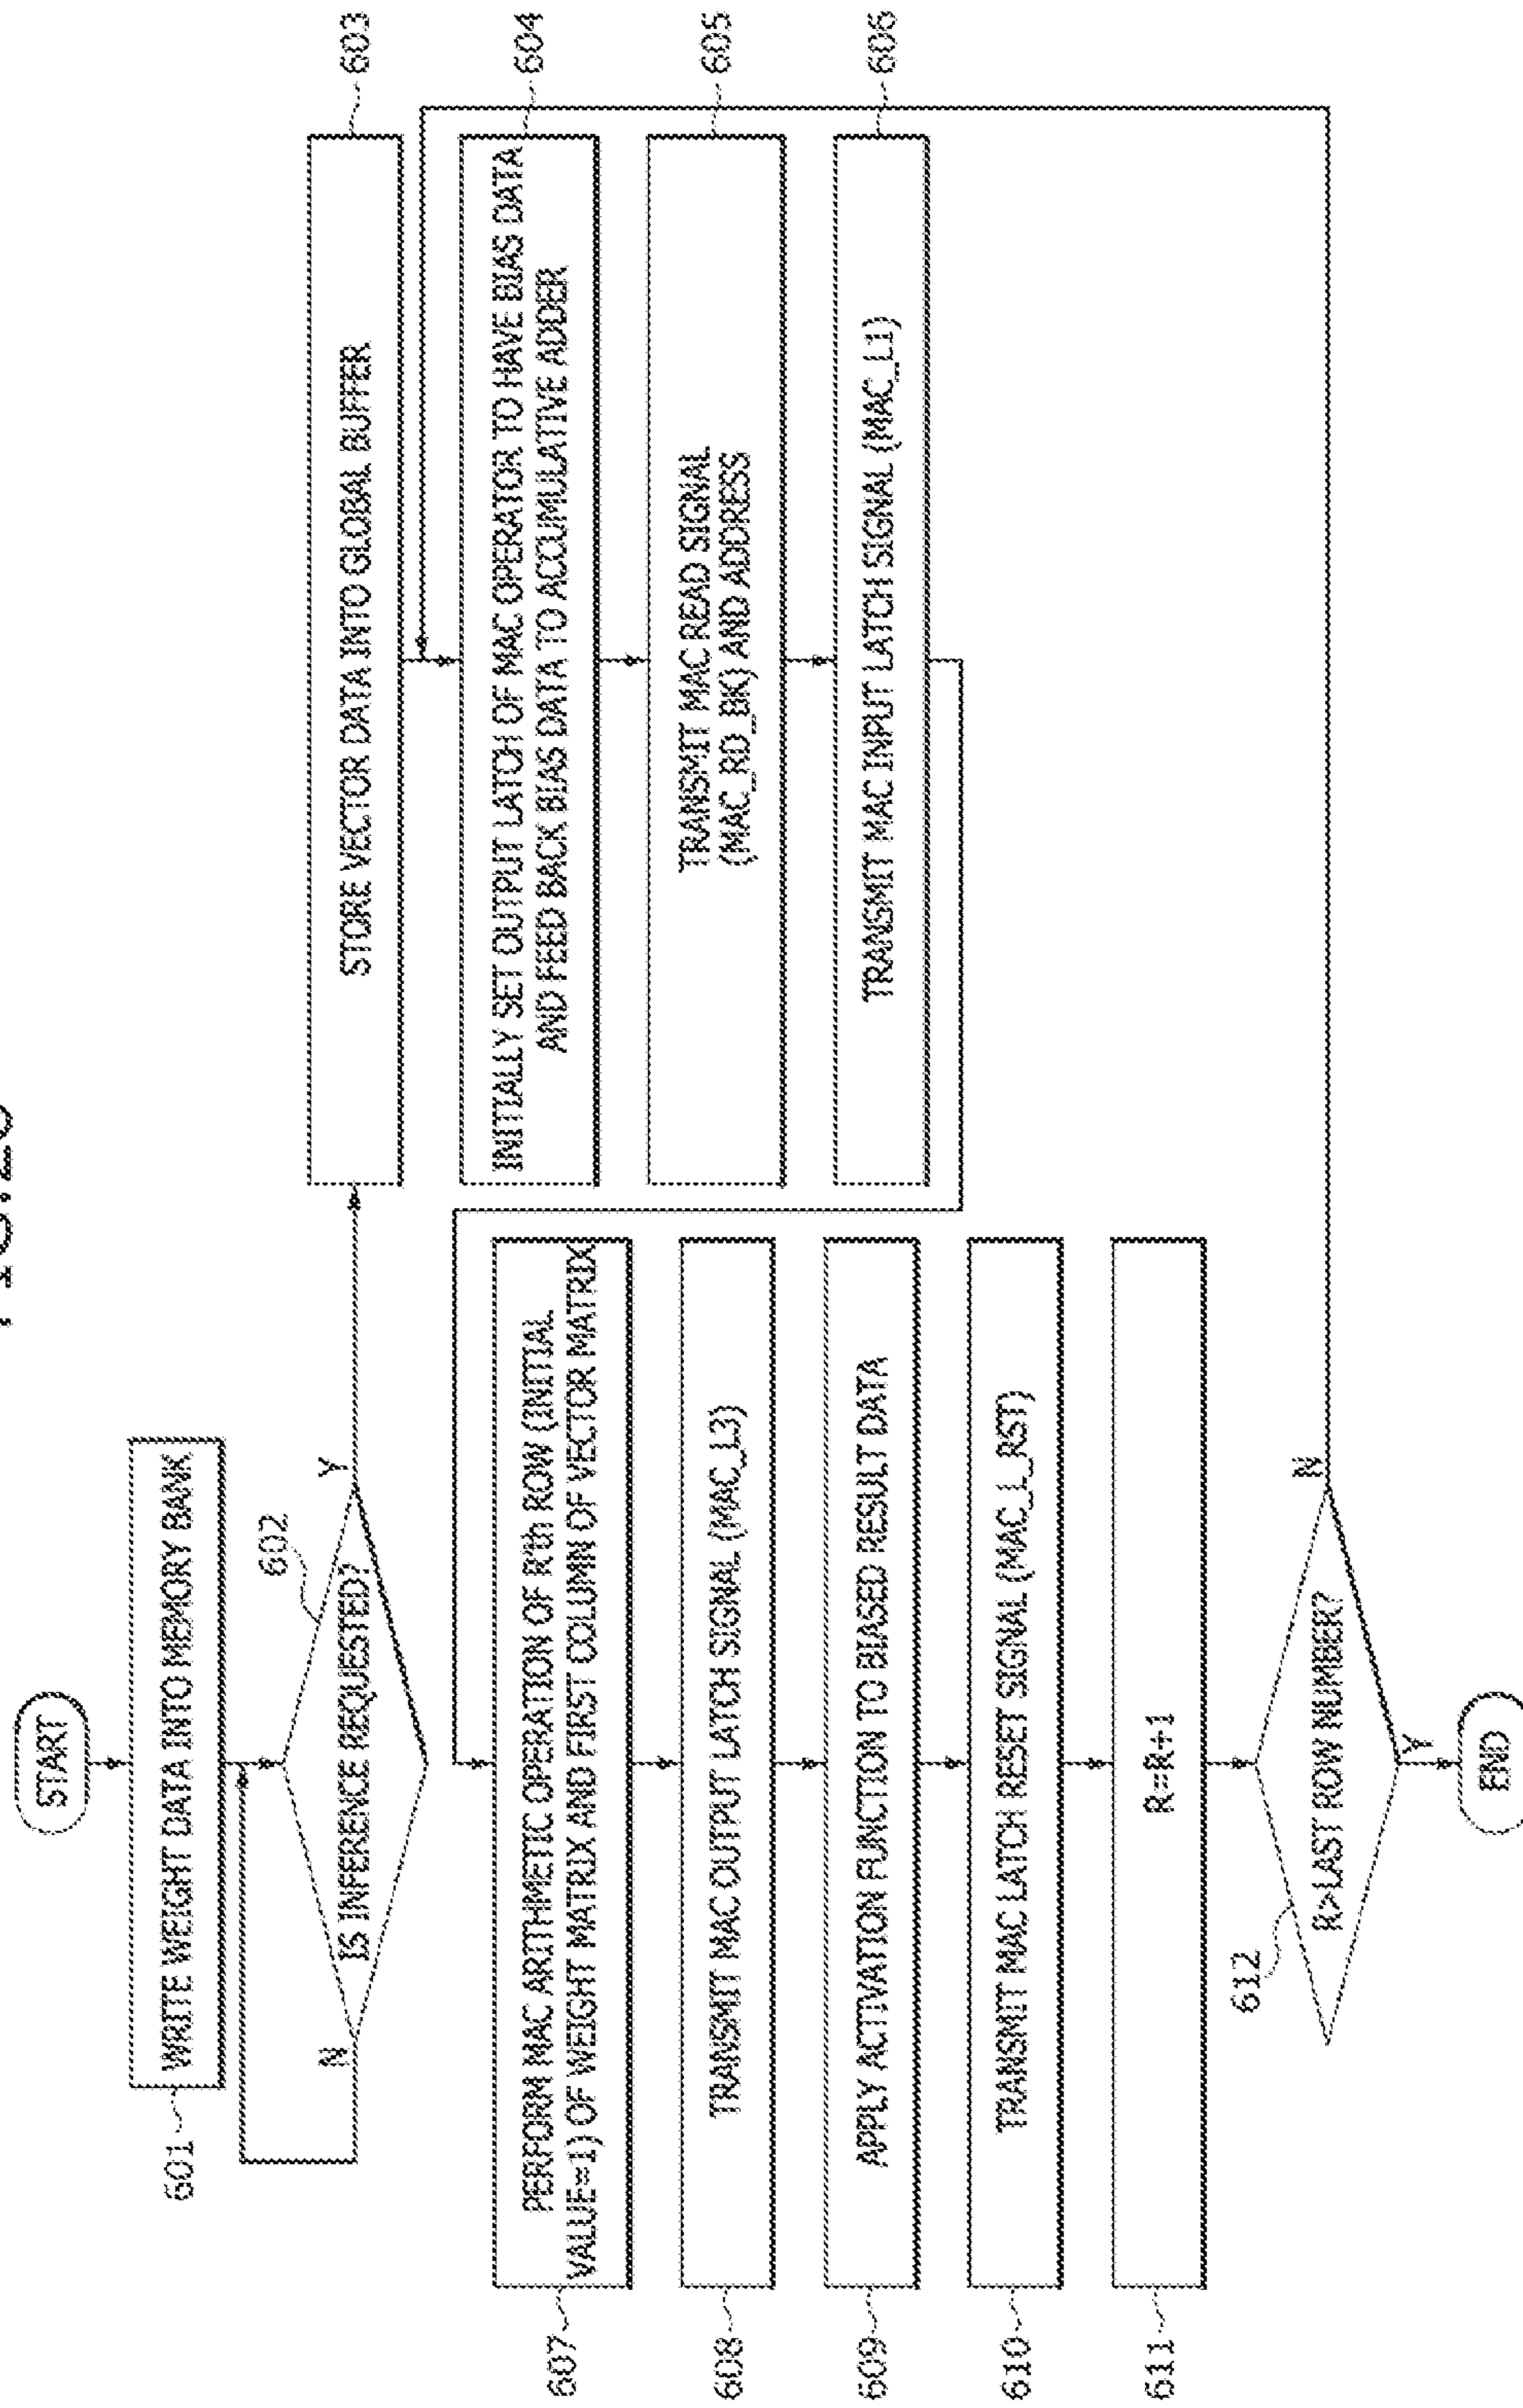 START
601
WRITE WEIGHT DATA INTO MEMORY BANK
602
IS INFERENCE REQUESTED?
N
Y
603
STORE VECTOR DATA INTO GLOBAL BUFFER
604
INITIALLY SET OUTPUT LATCH OF MAC OPERATOR TO HAVE BIAS DATA
AND FEED BACK BIAS DATA TO ACCUMULATIVE ADDER
605
TRANSMIT MAC READ SIGNAL
(MAC_RD_BK) AND ADDRESS
606
TRANSMIT MAC INPUT LATCH SIGNAL (MAC_L1)
607
PERFORM MAC ARITHMETIC OPERATION OF R'th ROW (INITIAL
VALUE=1) OF WEIGHT MATRIX AND FIRST COLUMN OF VECTOR MATRIX
608
TRANSMIT MAC OUTPUT LATCH SIGNAL (MAC_L3)
609
APPLY ACTIVATION FUNCTION TO BIASED RESULT DATA
610
TRANSMIT MAC LATCH RESET SIGNAL (MAC_L_RST)
611
R=R+1
612
R>LAST ROW NUMBER?
N
Y
END